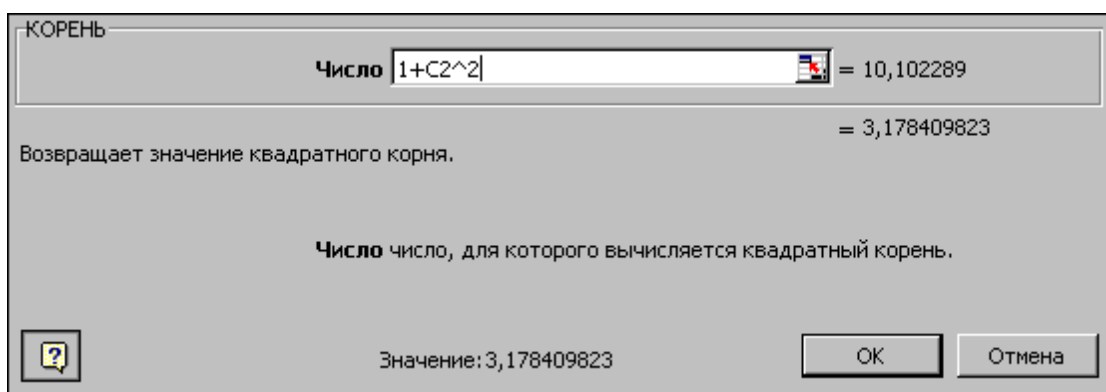 КОРЕНЬ
Число 1+C2^2 = 10,102289
= 3,178409823
Возвращает значение квадратного корня.
Число число, для которого вычисляется квадратный корень.
? Значение:3,178409823 ОК Отмена